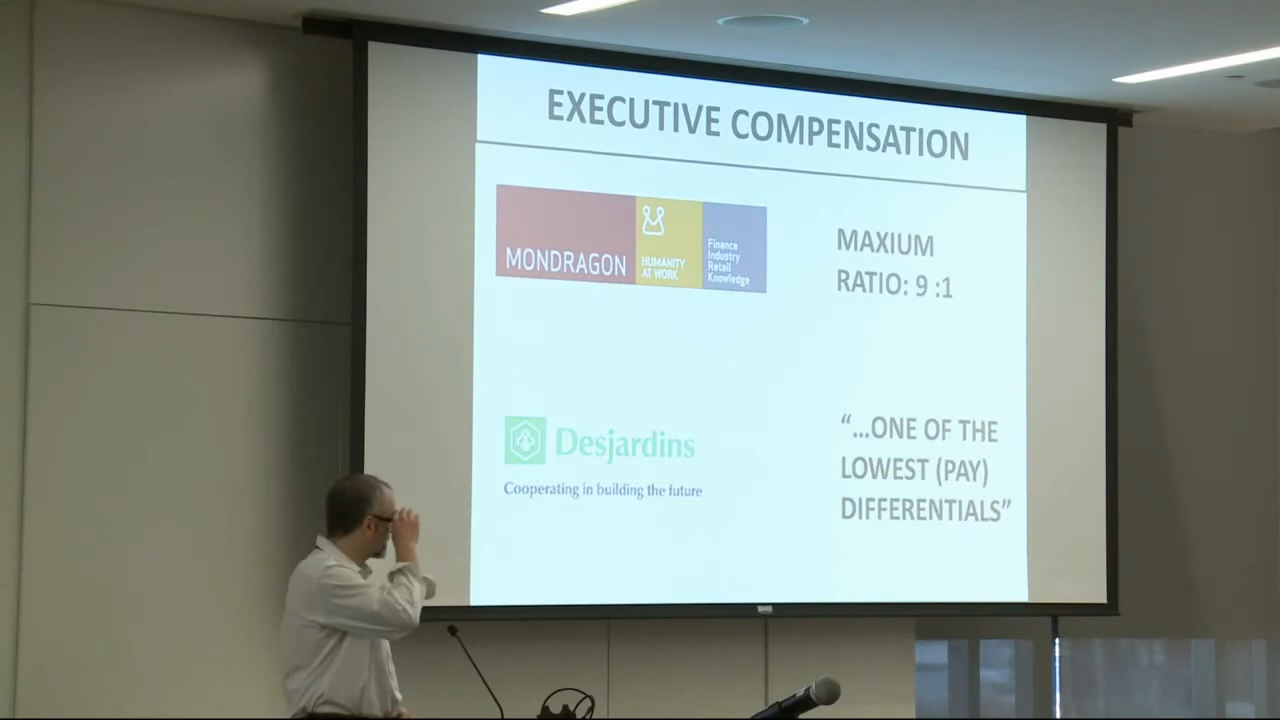 EXECUTIVE COMPENSATION
MONDRAGON
HUMANITY
AT WORK
Finance
Industry
Retail
Knowledge
MAXIUM
RATIO: 9 :1
Desjardins
Cooperating in building the future
“...ONE OF THE
LOWEST (PAY)
DIFFERENTIALS”